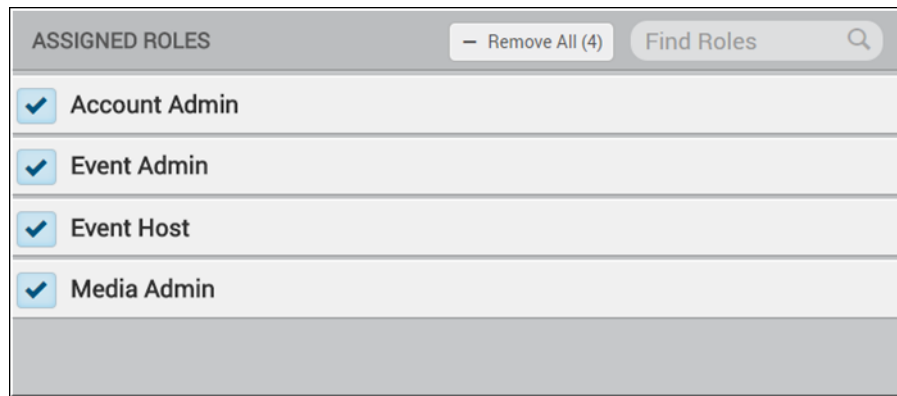 ASSIGNED ROLES – Remove All (4) Find Roles
Account Admin
Event Admin
Event Host
Media Admin